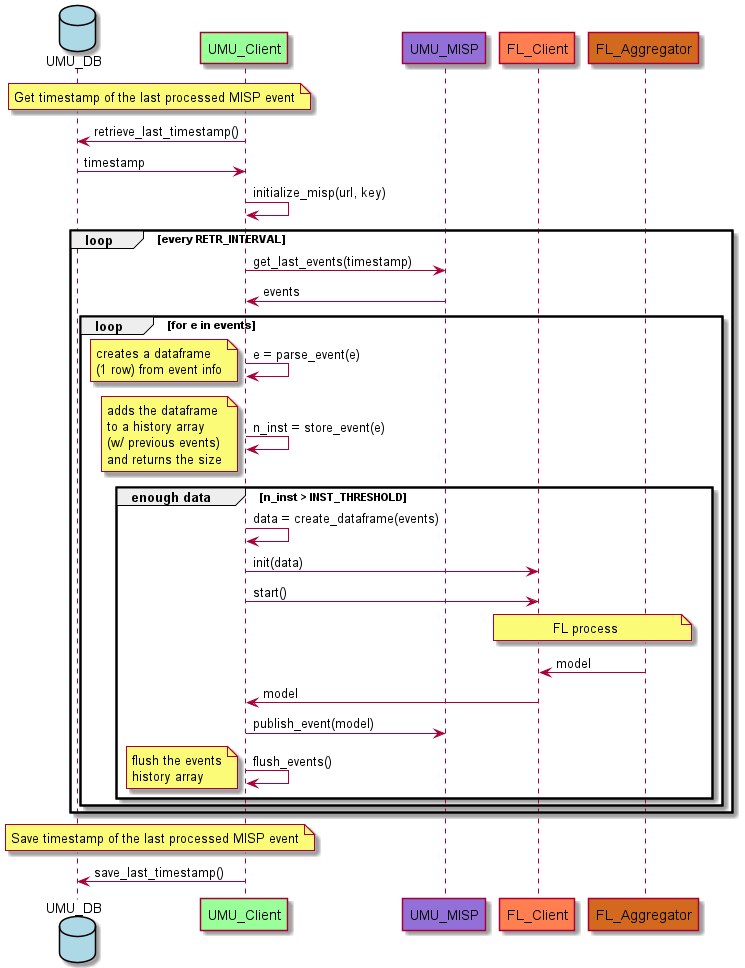 UMU_DB
UMU_Client
UMU_MISP
FL_Client
FL_Aggregator
Get timestamp of the last processed MISP event
retrieve_last_timestamp()
timestamp
initialize_misp(url, key)
loop [every RETR_INTERVAL]
get_last_events(timestamp)
events
loop [for e in events]
creates a dataframe
(1 row) from event info
e = parse_event(e)
adds the dataframe
to a history array
(w/ previous events)
and returns the size
n_inst = store_event(e)
enough data [n_inst > INST_THRESHOLD]
data = create_dataframe(events)
init(data)
start()
FL process
model
model
publish_event(model)
flush the events
history array
flush_events()
Save timestamp of the last processed MISP event
save_last_timestamp()
UMU_DB
UMU_Client
UMU_MISP
FL_Client
FL_Aggregator